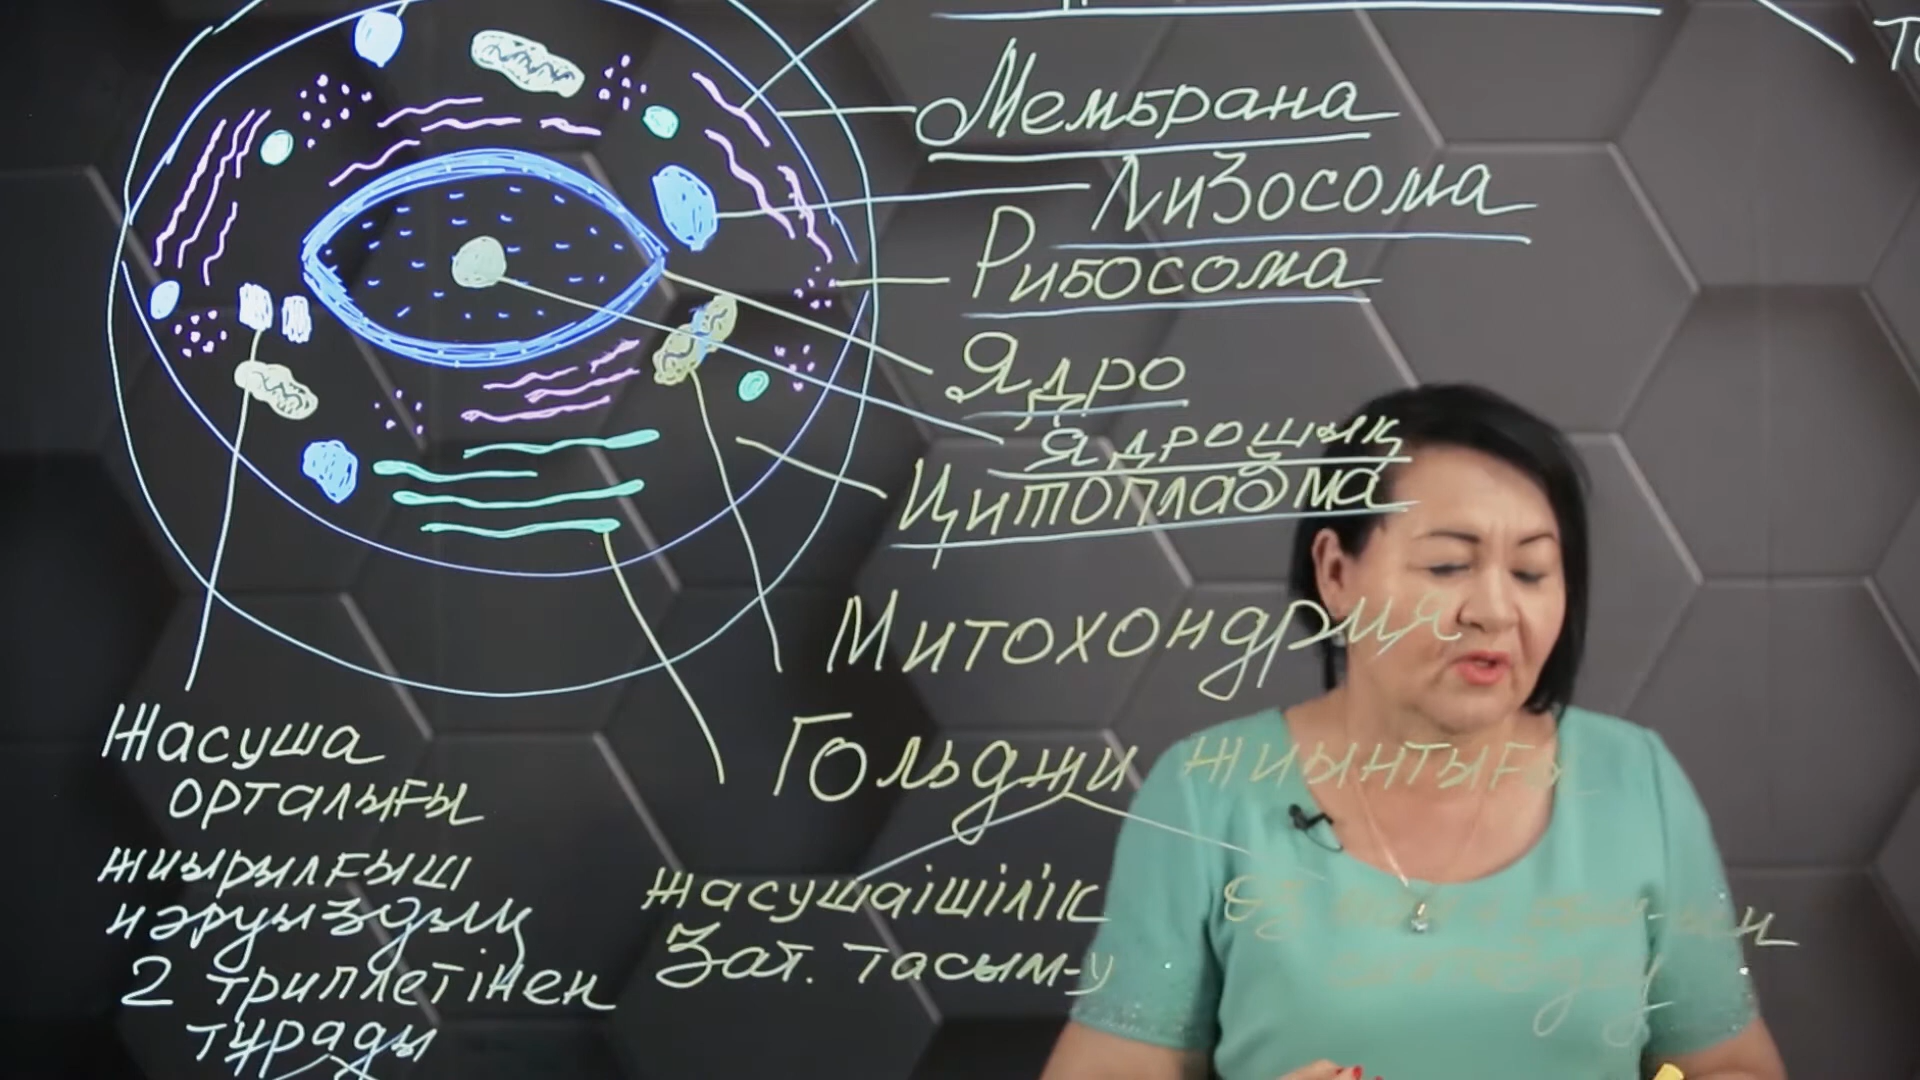 Мембрана
Лизосома
Рибосома
Ядро
Ядрошық
Цитоплазма
Митохондрия
Гольджи жиынтығы
Жасуша
орталығы
жиырылғыш
нәруыздың
2 триплетінен
тұрады
жасушаішілік
Зат. тасым-у
Өз